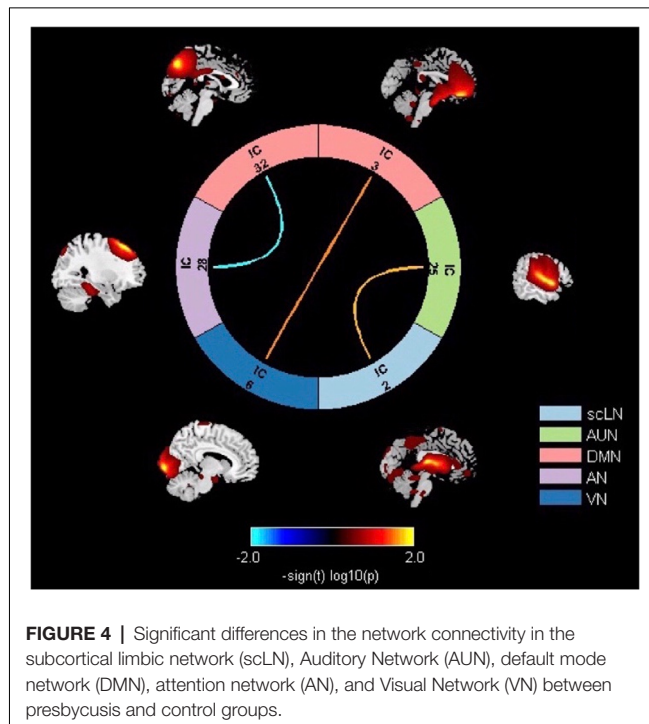 IC
32
IC
3
IC
28
IC
25
IC
6
IC
2
scLN
AUN
DMN
AN
VN
-2.0 2.0
-sign(t) log10(p)
FIGURE 4 | Significant differences in the network connectivity in the
subcortical limbic network (scLN), Auditory Network (AUN), default mode
network (DMN), attention network (AN), and Visual Network (VN) between
presbycusis and control groups.